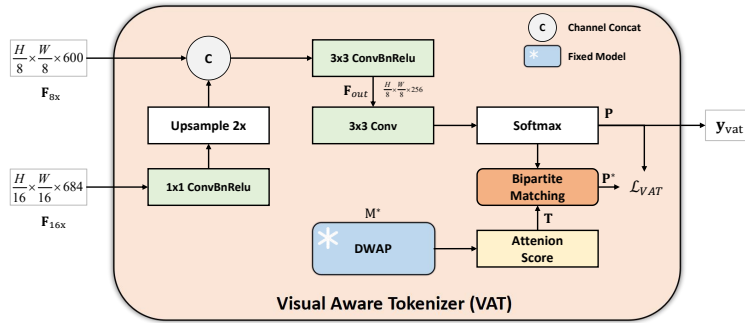 C Channel Concat
Fixed Model
H/8 × W/8 ×600
F8x
C
3x3 ConvBnRelu
Fout H/8 × W/8 ×256
Upsample 2x
3x3 Conv
Softmax
P
yvat
H/16 × W/16 ×684
F16x
1x1 ConvBnRelu
Bipartite
Matching
P*
ℒVAT
M*
T
DWAP
Attenion
Score
Visual Aware Tokenizer (VAT)